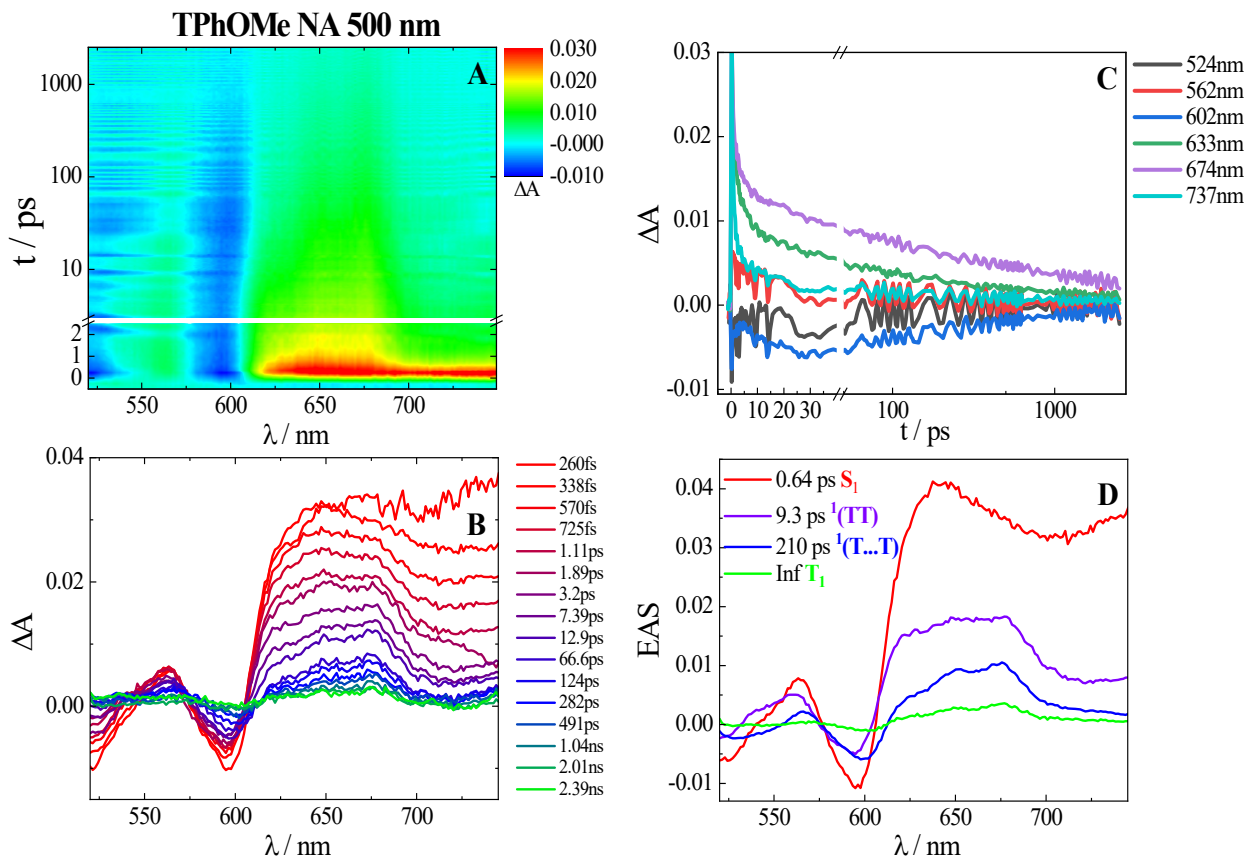 TPhOMe NA 500 nm
A
1000
100
10
2
1
0
t / ps
550
600
650
700
λ / nm
0.030
0.020
0.010
-0.000
-0.010
ΔA
C
0.03
0.02
0.01
0.00
-0.01
ΔA
0
10
20
30
100
1000
t / ps
524nm
562nm
602nm
633nm
674nm
737nm
B
0.04
0.02
0.00
ΔA
550
600
650
700
λ / nm
260fs
338fs
570fs
725fs
1.11ps
1.89ps
3.2ps
7.39ps
12.9ps
66.6ps
124ps
282ps
491ps
1.04ns
2.01ns
2.39ns
D
0.64 ps S₁
9.3 ps ¹(TT)
210 ps ¹(T...T)
Inf T₁
0.04
0.03
0.02
0.01
0.00
-0.01
EAS
550
600
650
700
λ / nm